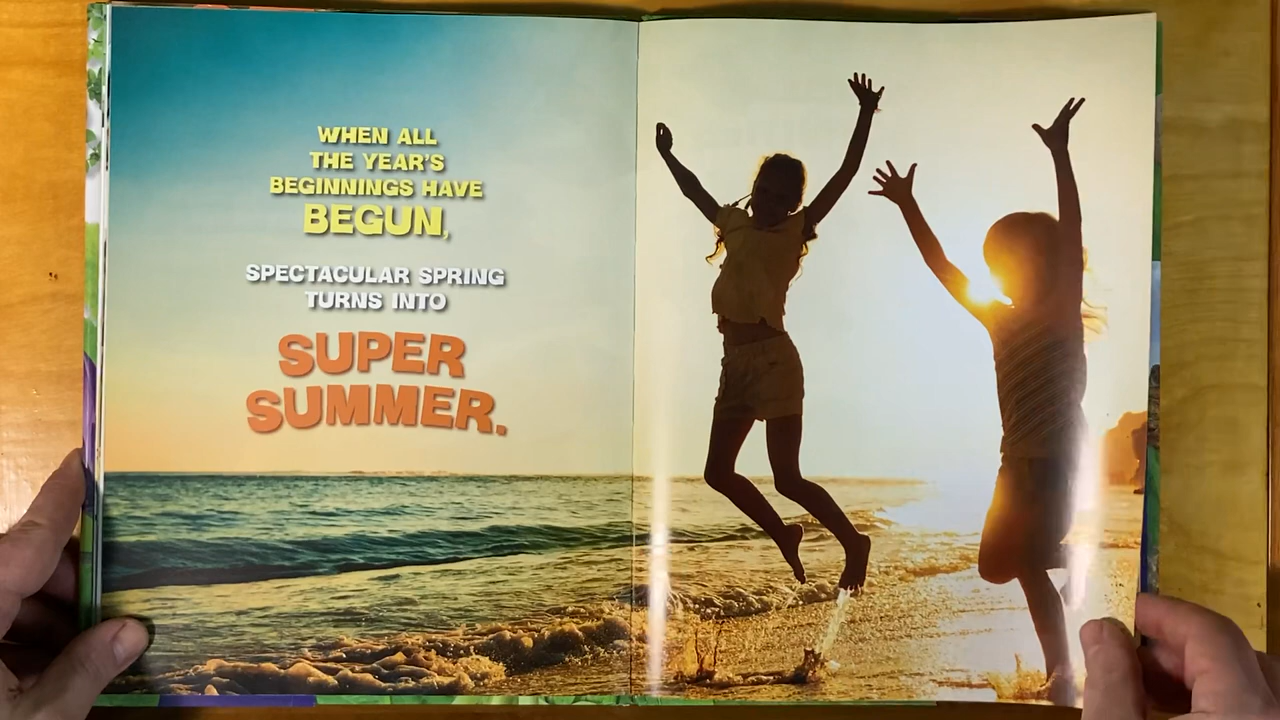 WHEN ALL
THE YEAR'S
BEGINNINGS HAVE
BEGUN,
SPECTACULAR SPRING
TURNS INTO
SUPER
SUMMER.